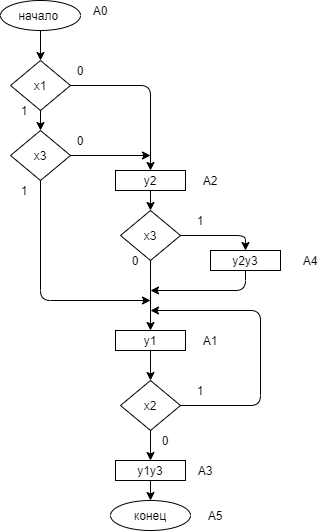 начало A0
0
x1
1
x3 0
1
y2 A2
x3 1
0
y2y3 A4
y1 A1
x2 1
0
y1y3 A3
конец A5